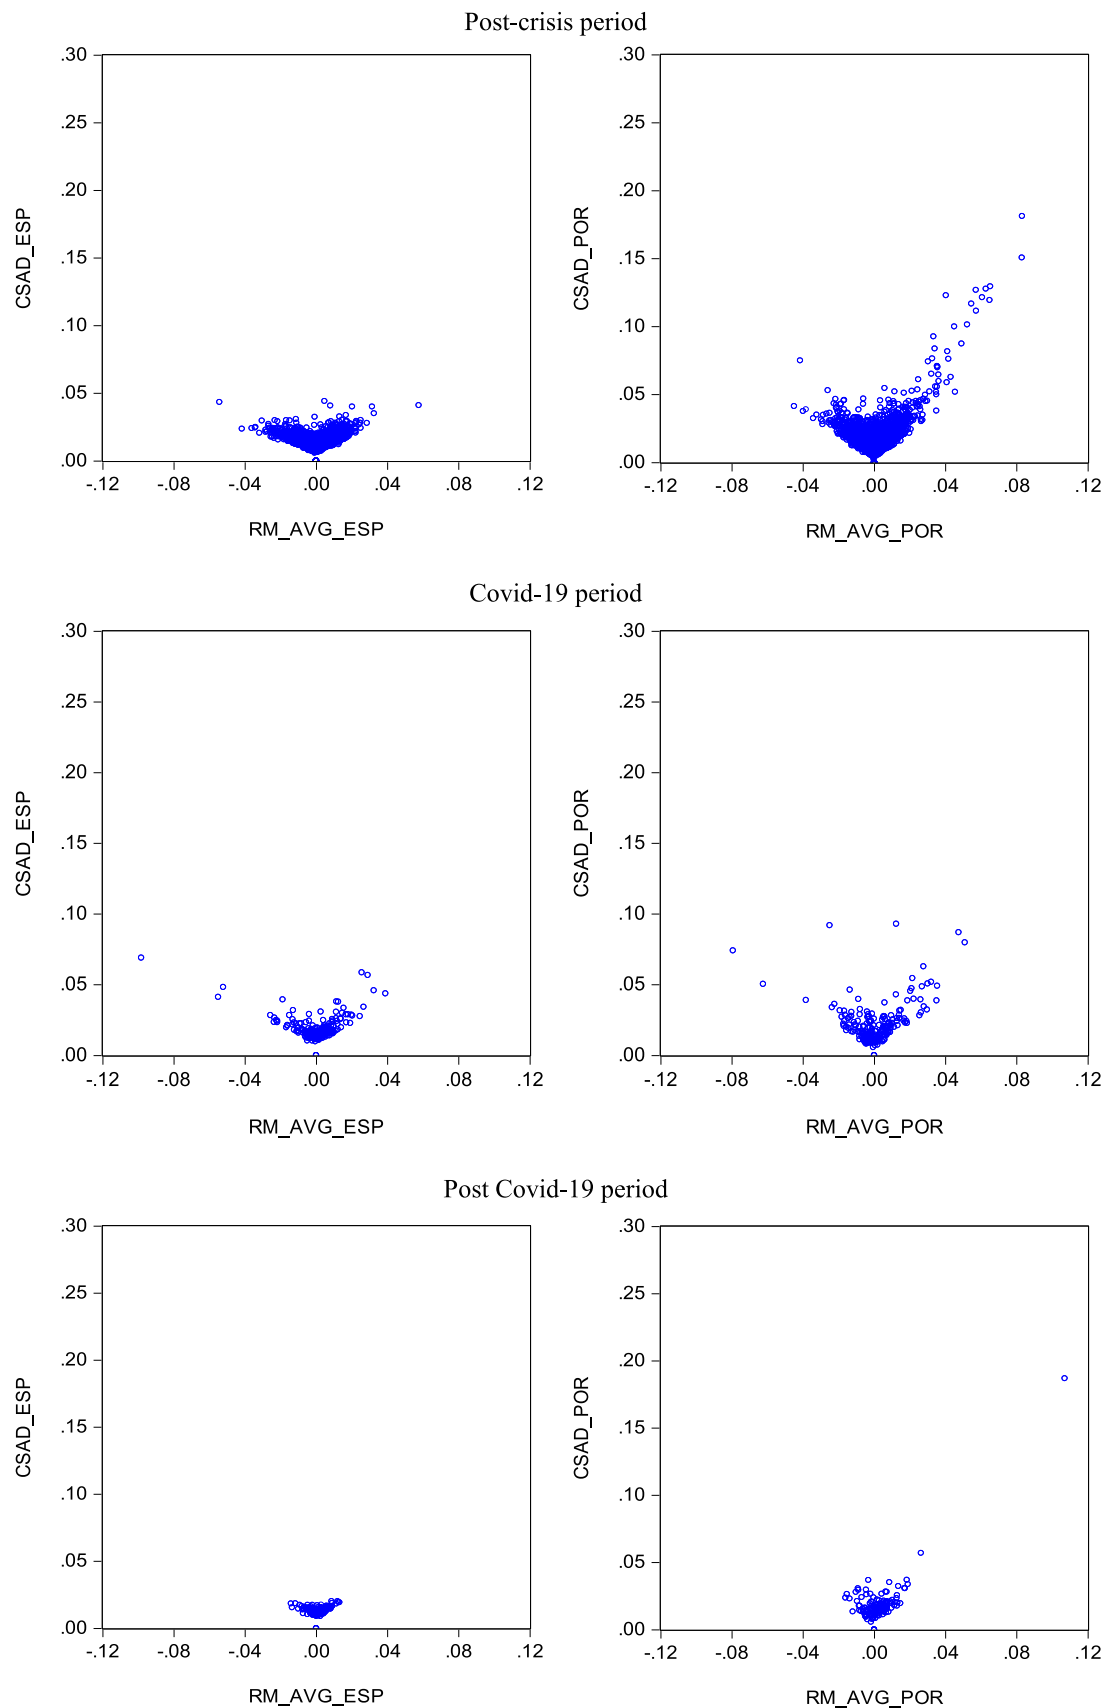 Post-crisis period
.30
.25
.20
.15
.10
.05
.00
CSAD_ESP
-.12 -.08 -.04 .00 .04 .08 .12
RM_AVG_ESP
.30
.25
.20
.15
.10
.05
.00
CSAD_POR
-.12 -.08 -.04 .00 .04 .08 .12
RM_AVG_POR
Covid-19 period
.30
.25
.20
.15
.10
.05
.00
CSAD_ESP
-.12 -.08 -.04 .00 .04 .08 .12
RM_AVG_ESP
.30
.25
.20
.15
.10
.05
.00
CSAD_POR
-.12 -.08 -.04 .00 .04 .08 .12
RM_AVG_POR
Post Covid-19 period
.30
.25
.20
.15
.10
.05
.00
CSAD_ESP
-.12 -.08 -.04 .00 .04 .08 .12
RM_AVG_ESP
.30
.25
.20
.15
.10
.05
.00
CSAD_POR
-.12 -.08 -.04 .00 .04 .08 .12
RM_AVG_POR